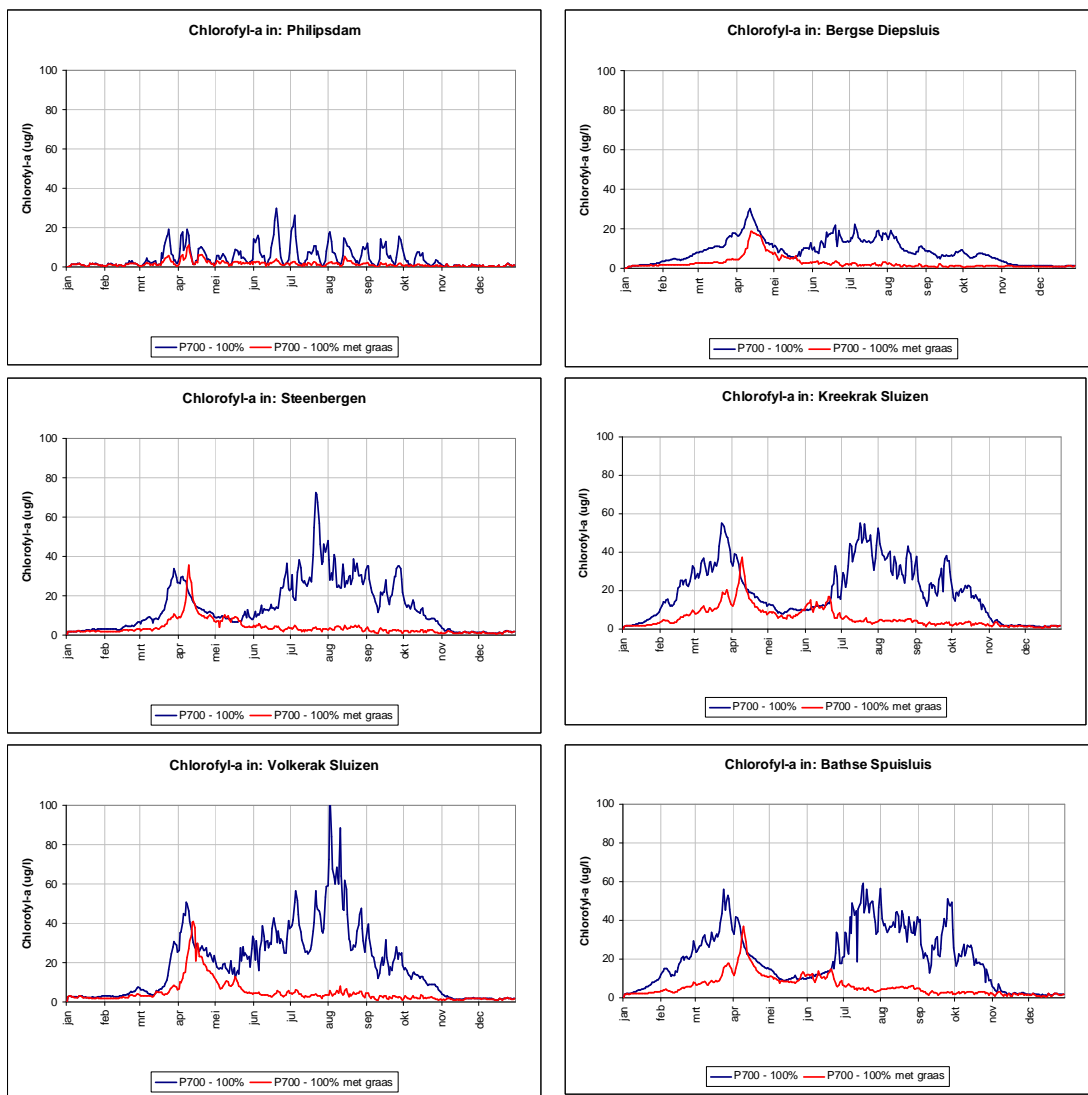 Chlorofyl-a in: Philipsdam
Chlorofyl-a (ug/l)
100
80
60
40
20
0
jan feb mrt apr mei jun jul aug sep okt nov dec
P700 - 100% P700 - 100% met graas
Chlorofyl-a in: Bergse Diepsluis
Chlorofyl-a (ug/l)
100
80
60
40
20
0
jan feb mrt apr mei jun jul aug sep okt nov dec
P700 - 100% P700 - 100% met graas
Chlorofyl-a in: Steenbergen
Chlorofyl-a (ug/l)
100
80
60
40
20
0
jan feb mrt apr mei jun jul aug sep okt nov dec
P700 - 100% P700 - 100% met graas
Chlorofyl-a in: Kreekrak Sluizen
Chlorofyl-a (ug/l)
100
80
60
40
20
0
jan feb mrt apr mei jun jul aug sep okt nov dec
P700 - 100% P700 - 100% met graas
Chlorofyl-a in: Volkerak Sluizen
Chlorofyl-a (ug/l)
100
80
60
40
20
0
jan feb mrt apr mei jun jul aug sep okt nov dec
P700 - 100% P700 - 100% met graas
Chlorofyl-a in: Bathse Spuisluis
Chlorofyl-a (ug/l)
100
80
60
40
20
0
jan feb mrt apr mei jun jul aug sep okt nov dec
P700 - 100% P700 - 100% met graas